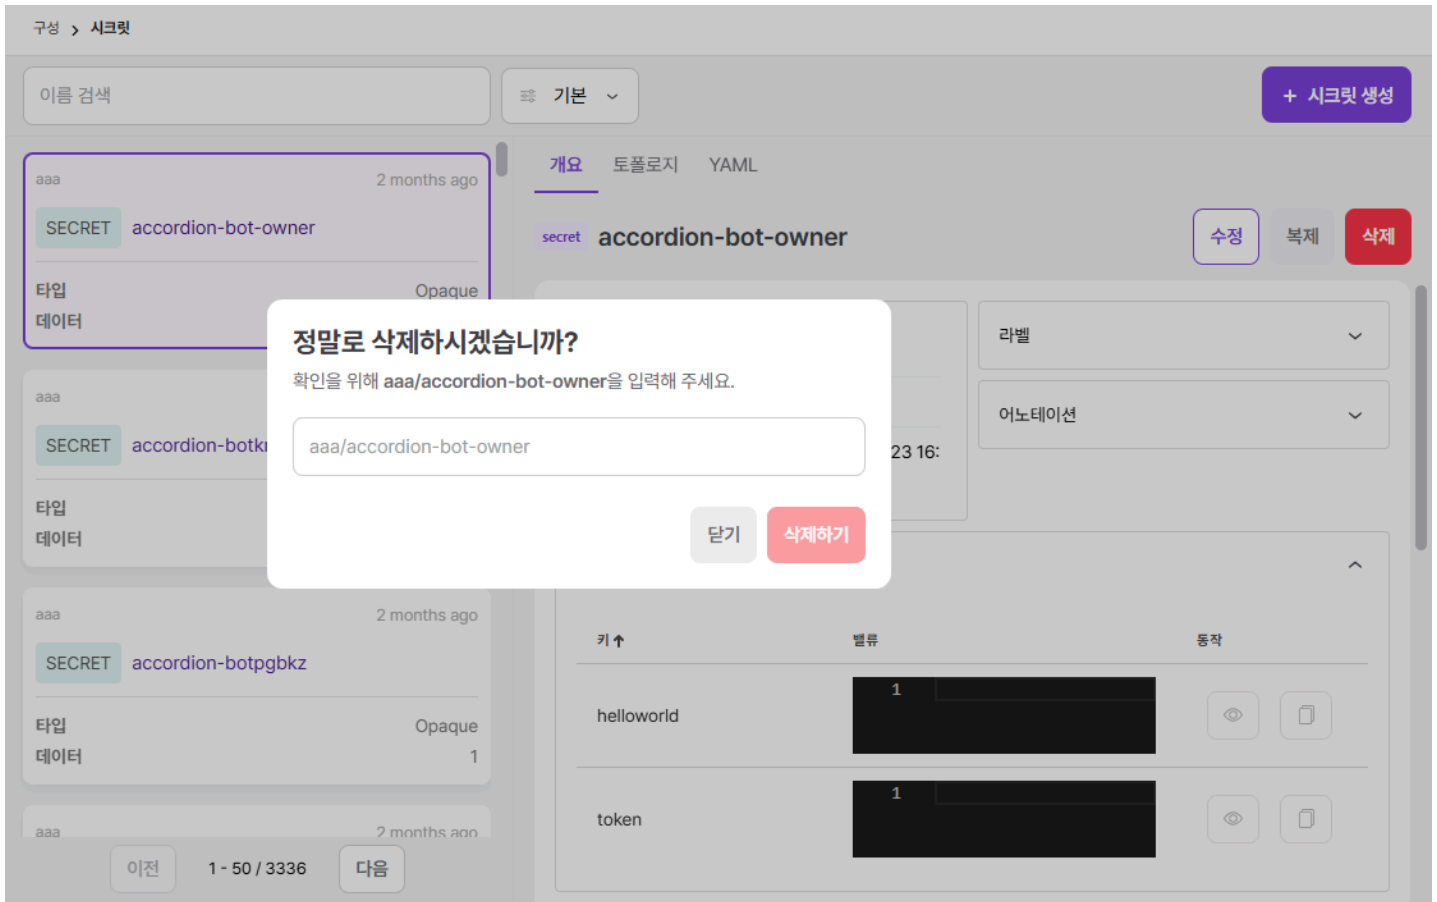 구성 > 시크릿
이름 검색
기본
+ 시크릿 생성
aaa 2 months ago
SECRET accordion-bot-owner
타입 Opaque
데이터
aaa
SECRET
타입
데이터
aaa 2 months ago
SECRET accordion-botpgbkz
타입 Opaque
데이터 1
aaa 2 months ago
이전 1 - 50 / 3336 다음
개요 토폴로지 YAML
secret accordion-bot-owner
수정 복제 삭제
라벨
어노테이션
23 16:
정말로 삭제하시겠습니까?
확인을 위해 aaa/accordion-bot-owner을 입력해 주세요.
aaa/accordion-bot-owner
닫기 삭제하기
키 밸류 동작
helloworld 1
token 1